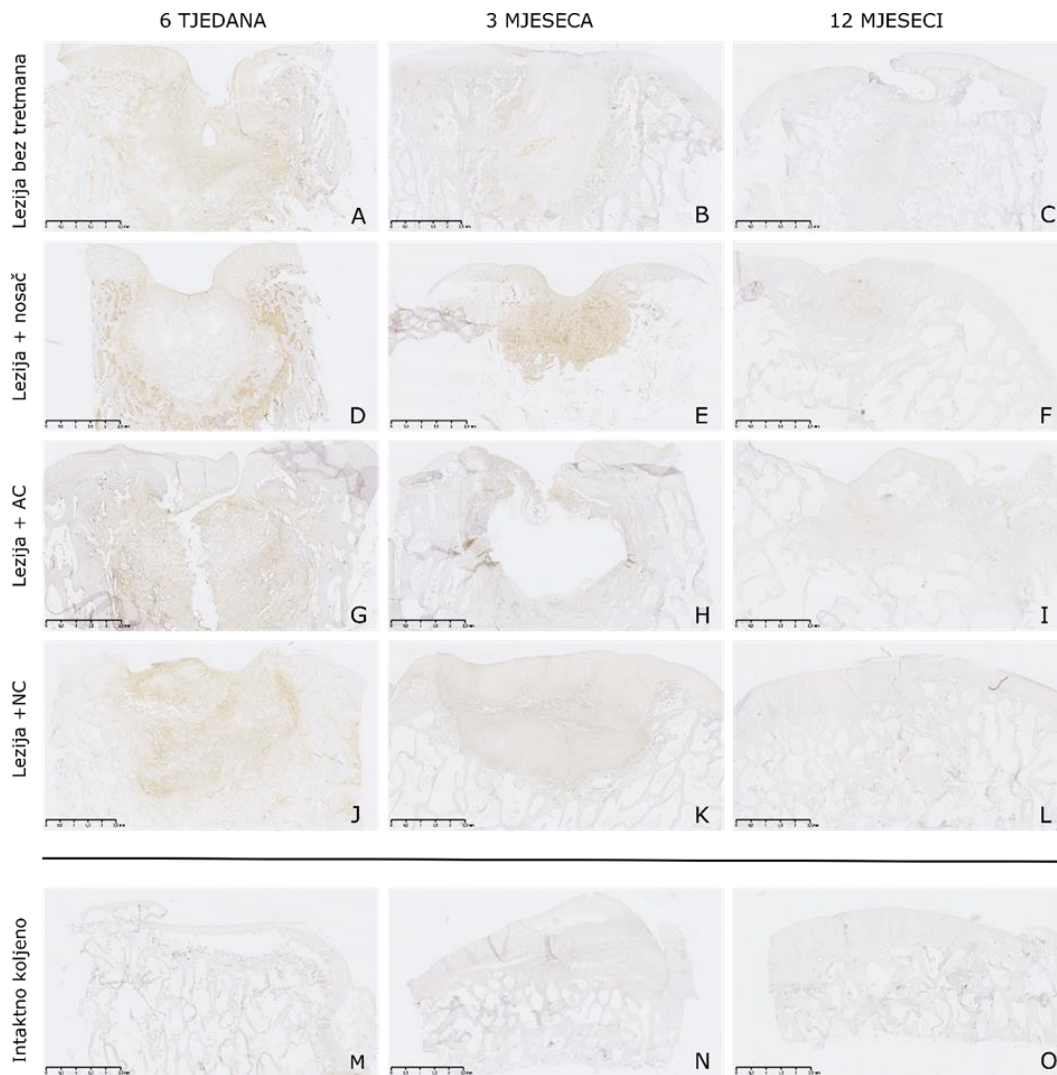 6 TJEDANA 3 MJESECA 12 MJESECI
Lezija bez tretmana
A B C
Lezija + nosač
D E F
Lezija + AC
G H I
Lezija +NC
J K L
Intaktno koljeno
M N O